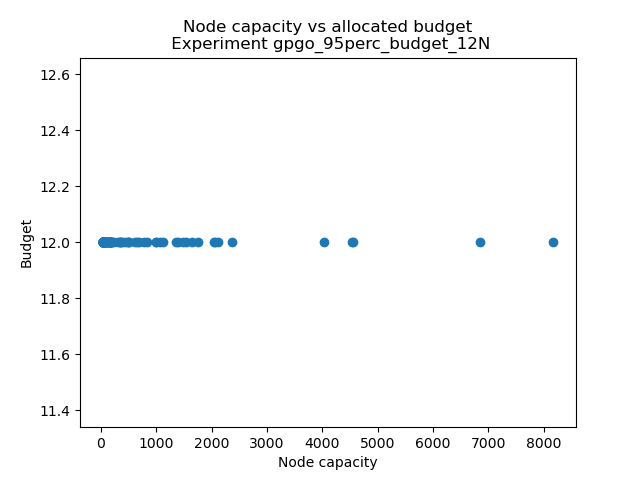 Node capacity vs allocated budget
Experiment gpgo_95perc_budget_12N
12.6
12.4
12.2
12.0
11.8
11.6
11.4
Budget
0 1000 2000 3000 4000 5000 6000 7000 8000
Node capacity